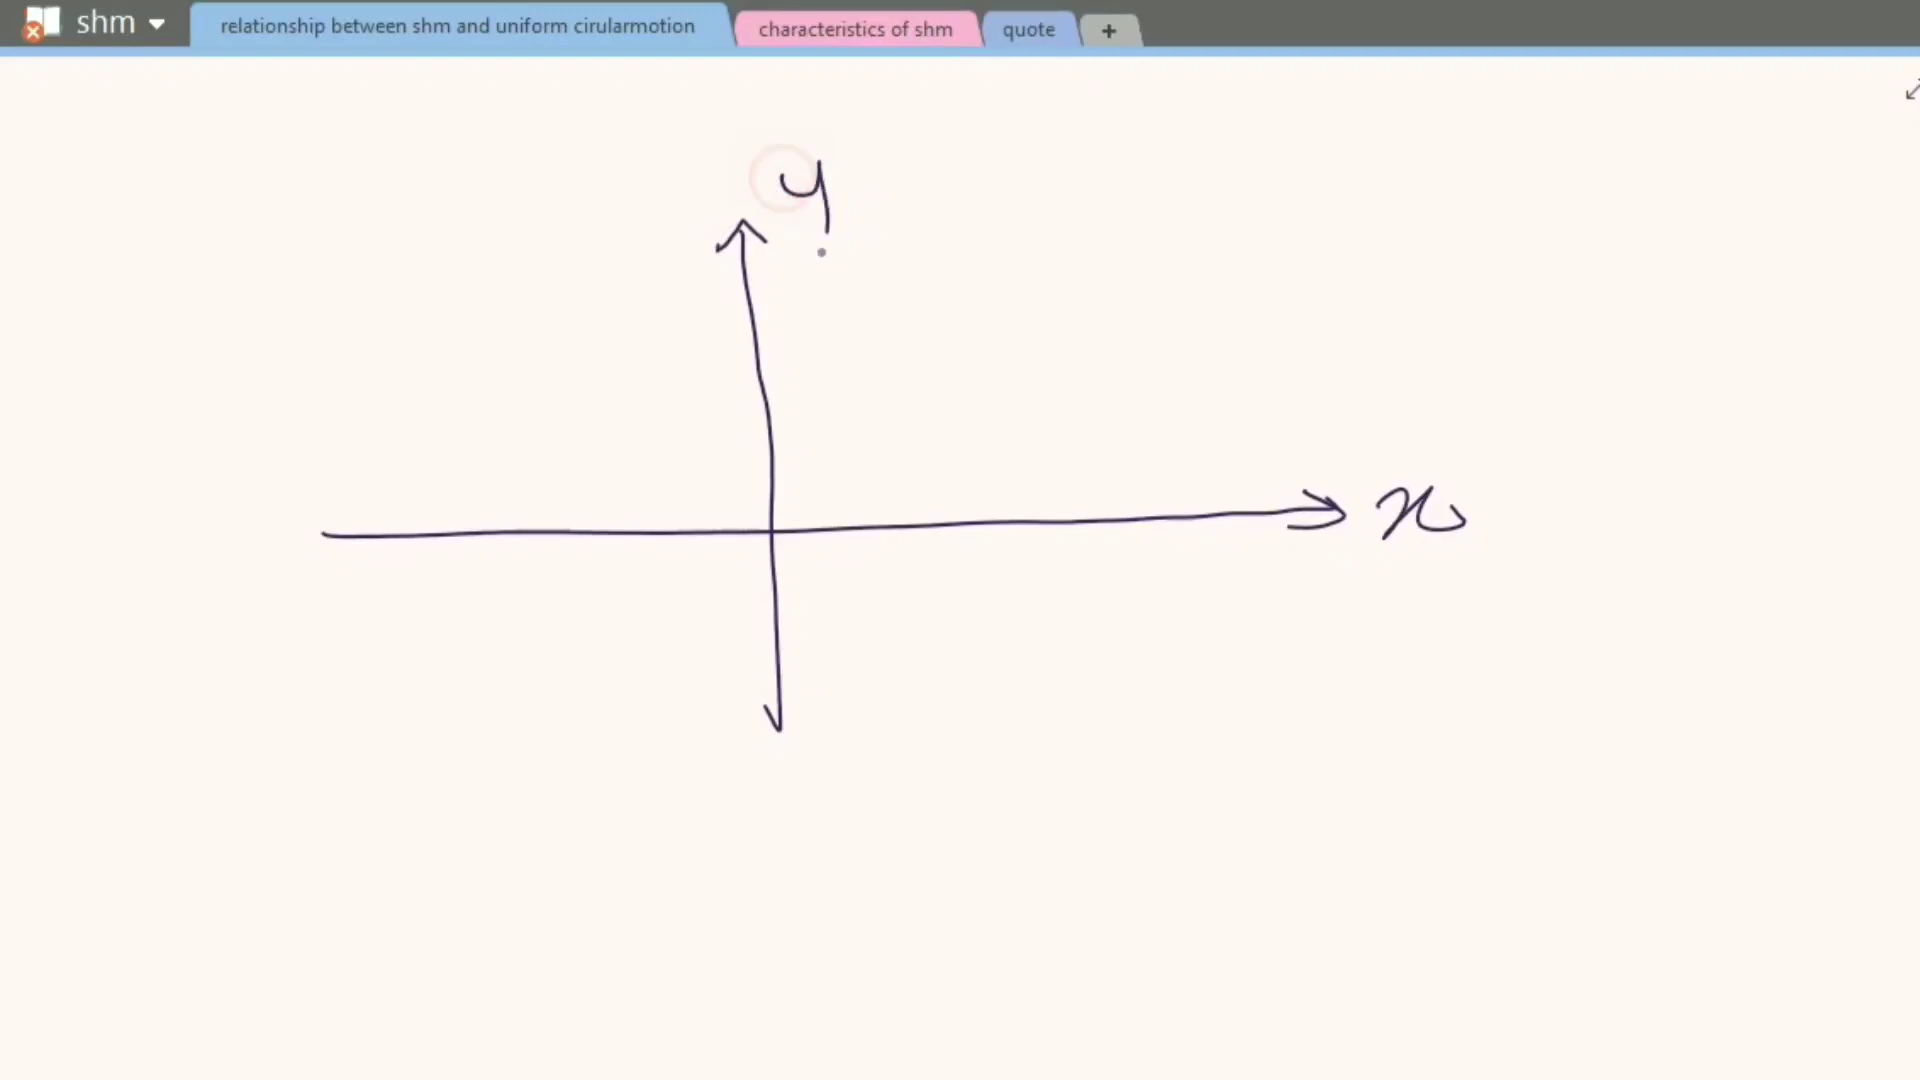 shm
relationship between shm and uniform cirularmotion
characteristics of shm
quote
+
y
x